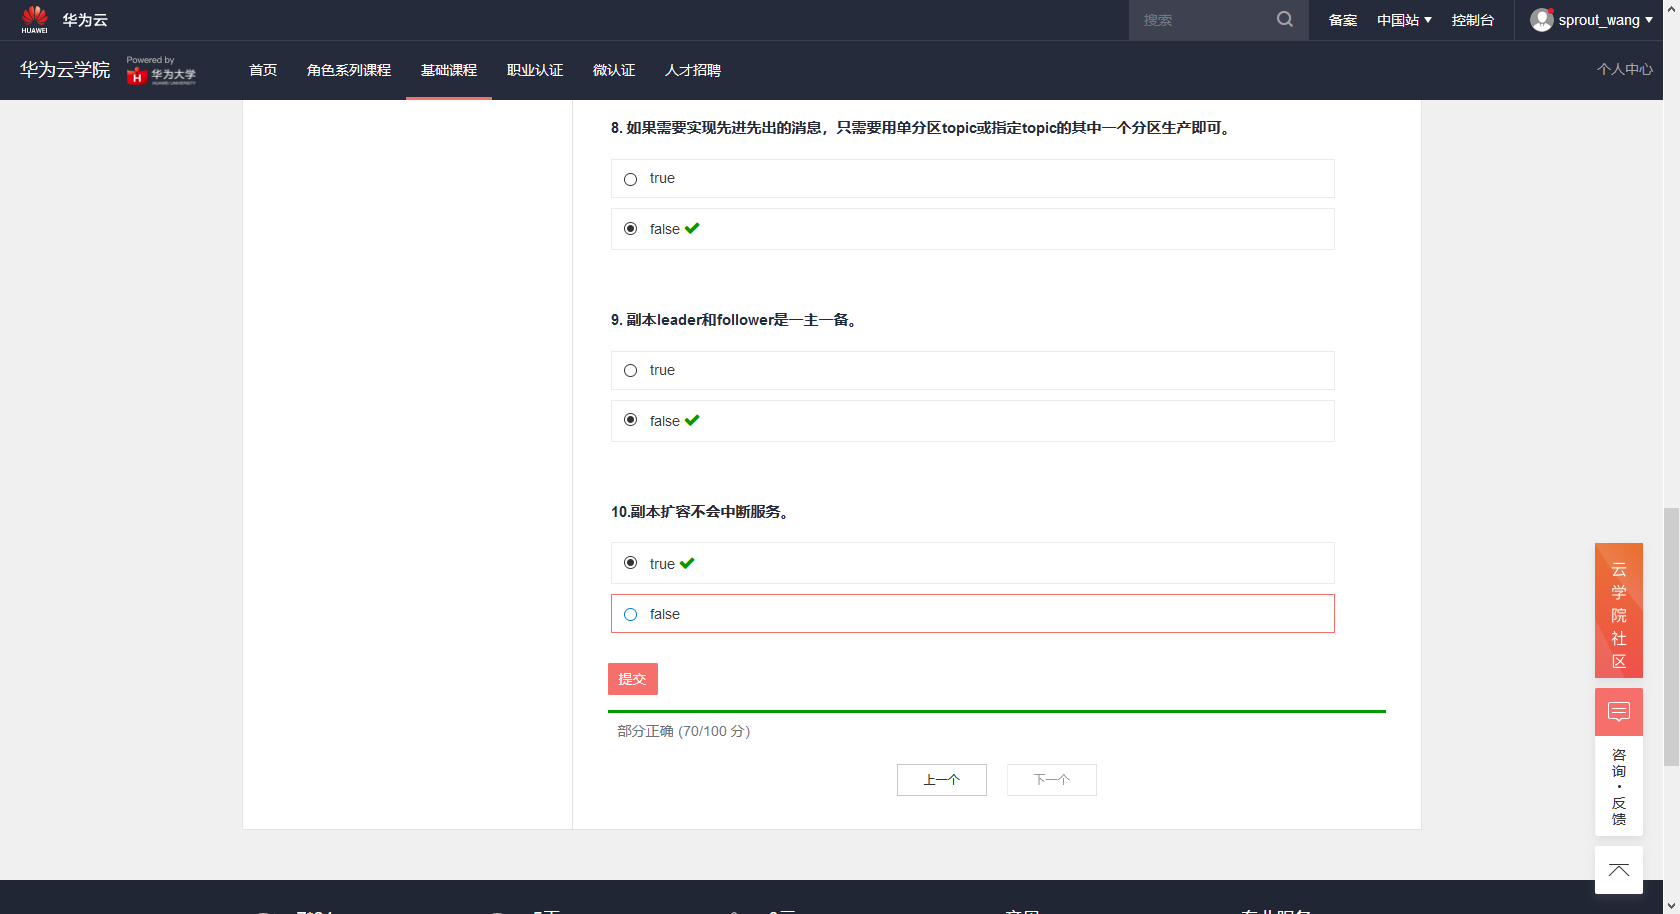 HUAWEI
华为云
搜索
备案
中国站
控制台
sprout_wang
华为云学院
Powered by
华为大学
HUAWEI UNIVERSITY
首页
角色系列课程
基础课程
职业认证
微认证
人才招聘
个人中心
8. 如果需要实现先进先出的消息，只需要用单分区topic或指定topic的其中一个分区生产即可。
true
false
9. 副本leader和follower是一主一备。
true
false
10.副本扩容不会中断服务。
true
false
提交
部分正确 (70/100 分)
上一个
下一个
云
学
院
社
区
咨
询
·
反
馈